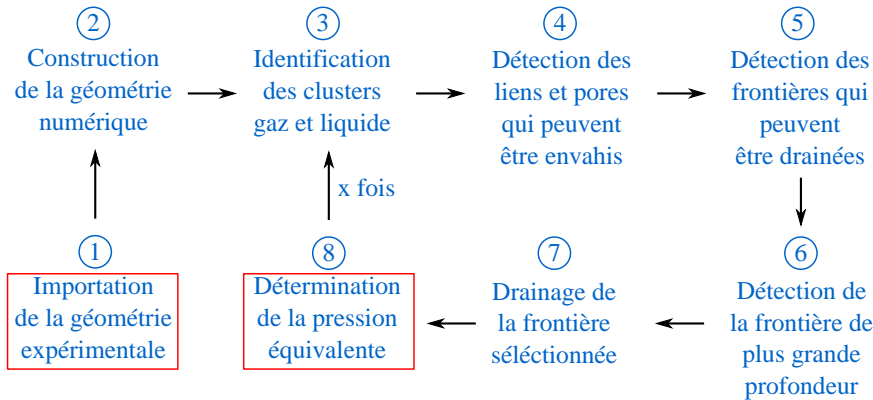 2
Construction
de la géométrie
numérique
3
Identification
des clusters
gaz et liquide
4
Détection des
liens et pores
qui peuvent
être envahis
5
Détection des
frontières qui
peuvent
être drainées
x fois
1
Importation
de la géométrie
expérimentale
8
Détermination
de la pression
équivalente
7
Drainage de
la frontière
séléctionnée
6
Détection de
la frontière de
plus grande
profondeur